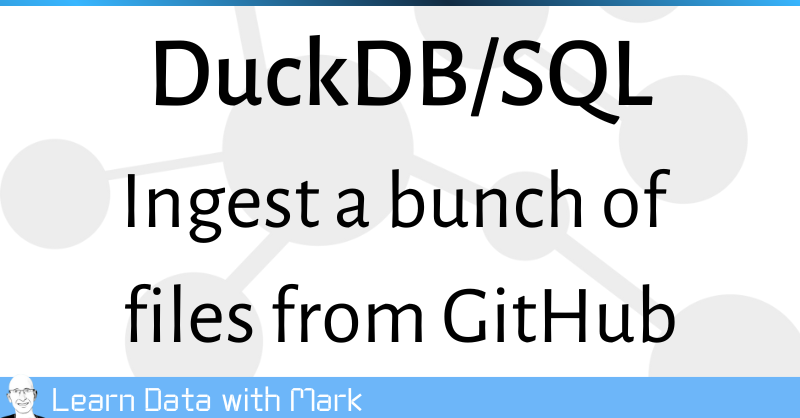 DuckDB/SQL
Ingest a bunch of
files from GitHub
Learn Data with Mark